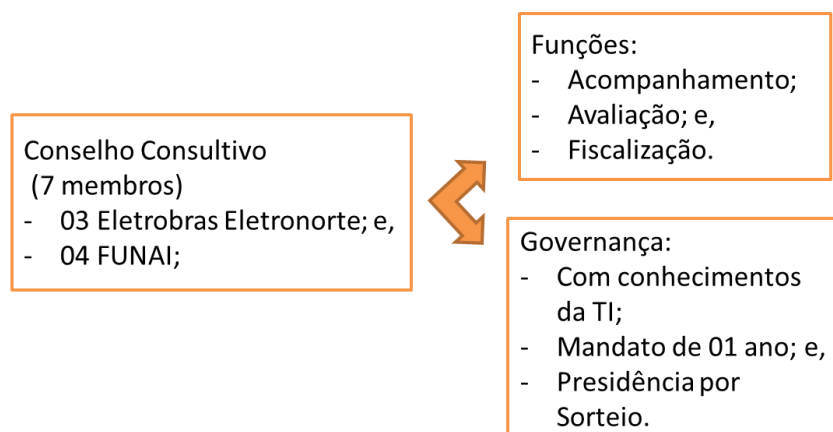 Conselho Consultivo
(7 membros)
- 03 Eletrobras Eletronorte; e,
- 04 FUNAI;
Funções:
- Acompanhamento;
- Avaliação; e,
- Fiscalização.
Governança:
- Com conhecimentos
da TI;
- Mandato de 01 ano; e,
- Presidência por
Sorteio.